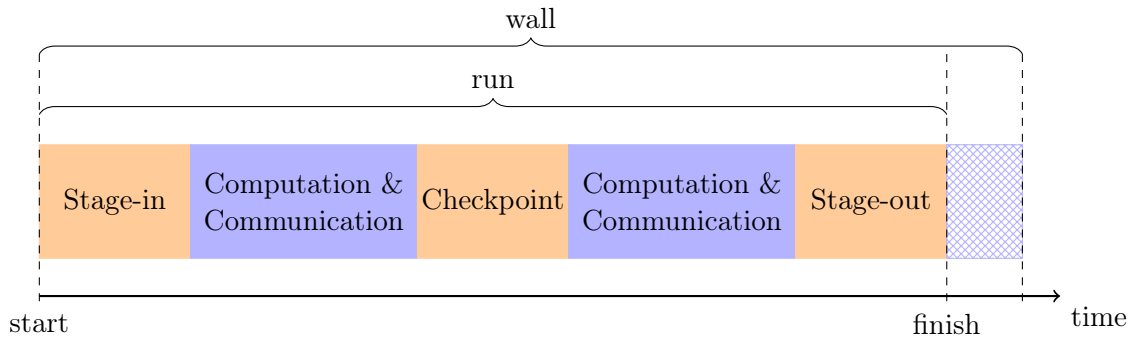 wall
run
Stage-in
Computation &
Communication
Checkpoint
Computation &
Communication
Stage-out
start
finish
time